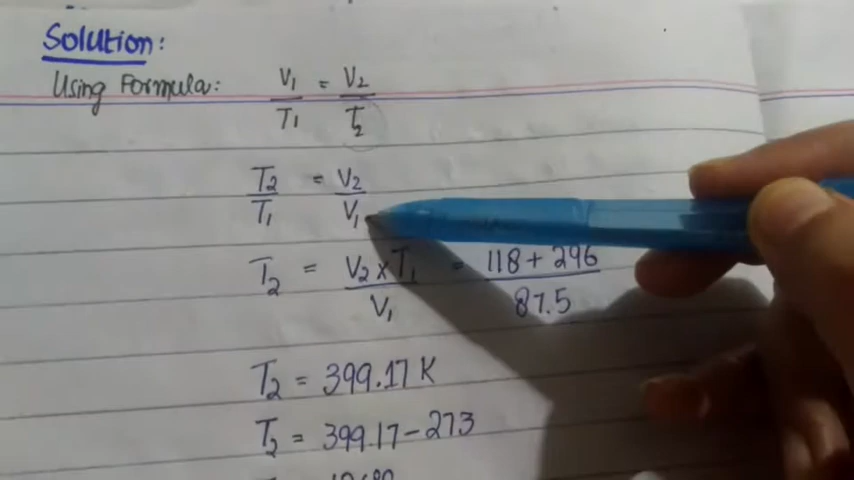 Solution:
Using Formula: V₁/T₁ = V₂/T₂
T₂/T₁ = V₂/V₁
T₂ = V₂ x T₁/V₁ = 118 + 296/87.5
T₂ = 399.17 K
T₂ = 399.17 - 273